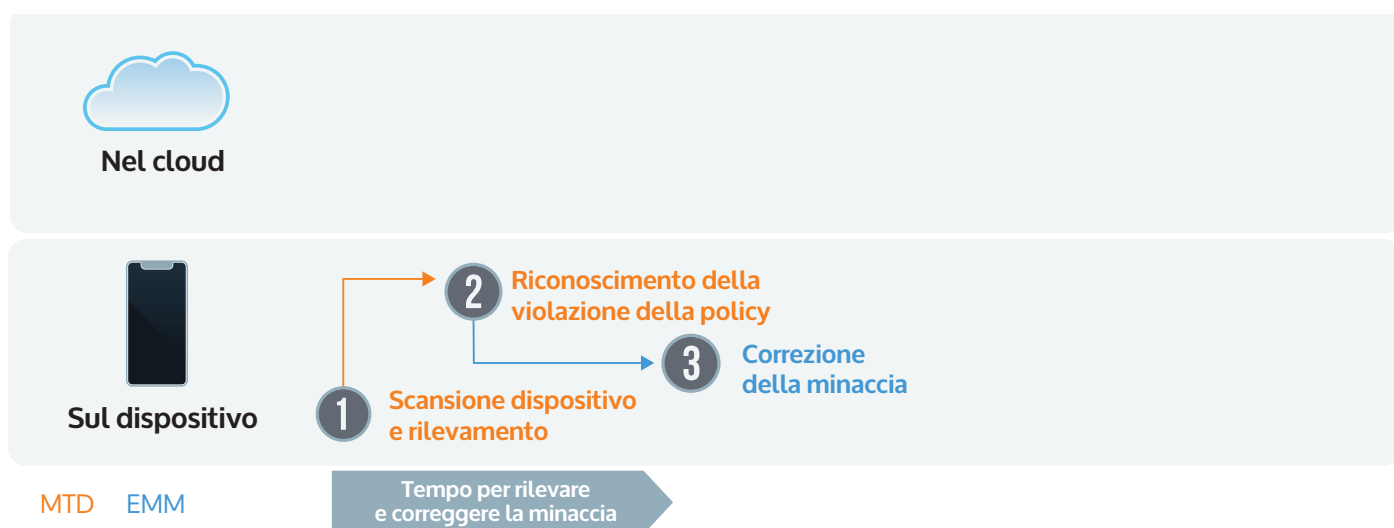 Nel cloud
Sul dispositivo
1
Scansione dispositivo
e rilevamento
2
Riconoscimento della
violazione della policy
3
Correzione
della minaccia
MTD EMM
Tempo per rilevare
e correggere la minaccia